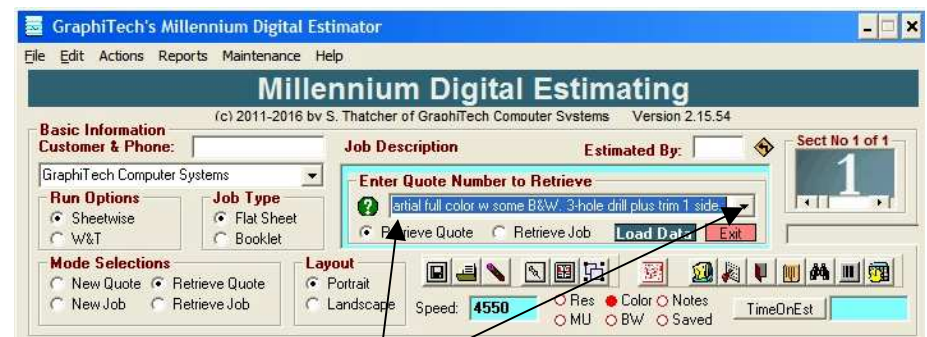 GraphiTech's Millennium Digital Estimator
File Edit Actions Reports Maintenance Help
Millennium Digital Estimating
(c) 2011-2016 by S. Thatcher of GraphiTech Computer Systems Version 2.15.54
Basic Information
Customer & Phone:
Job Description
Estimated By:
Sect No 1 of 1
1
GraphiTech Computer Systems
Enter Quote Number to Retrieve
artial full color w some B&W. 3-hole drill plus trim 1 side.
Retrieve Quote Retrieve Job Load Data Exit
Run Options
Sheetwise
W&T
Job Type
Flat Sheet
Booklet
Mode Selections
New Quote Retrieve Quote
New Job Retrieve Job
Layout
Portrait
Landscape
Speed: 4550
Res Color Notes
MU BW Saved
TimeOnEst